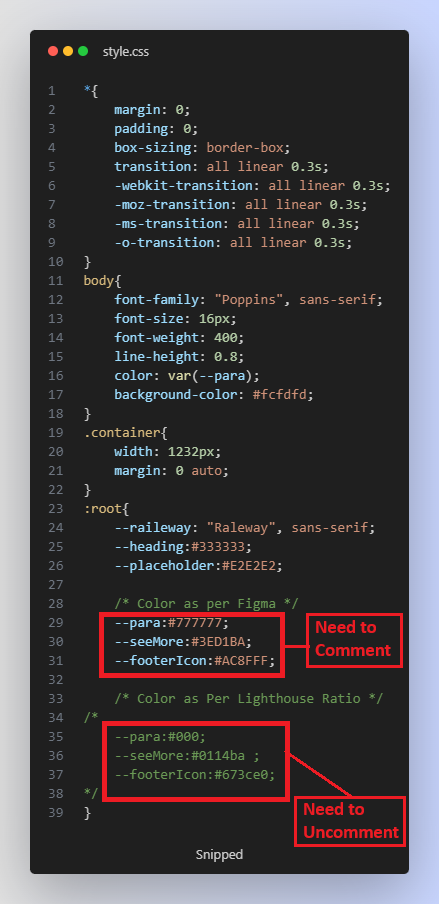 style.css
1 *{
2 margin: 0;
3 padding: 0;
4 box-sizing: border-box;
5 transition: all linear 0.3s;
6 -webkit-transition: all linear 0.3s;
7 -moz-transition: all linear 0.3s;
8 -ms-transition: all linear 0.3s;
9 -o-transition: all linear 0.3s;
10 }
11 body{
12 font-family: "Poppins", sans-serif;
13 font-size: 16px;
14 font-weight: 400;
15 line-height: 0.8;
16 color: var(--para);
17 background-color: #fcfdfd;
18 }
19 .container{
20 width: 1232px;
21 margin: 0 auto;
22 }
23 :root{
24 --raileway: "Raleway", sans-serif;
25 --heading:#333333;
26 --placeholder:#E2E2E2;
27
28 /* Color as per Figma */
29 --para:#777777;
30 --seeMore:#3ED1BA;
31 --footerIcon:#AC8FFF;
Need to
Comment
32
33 /* Color as Per Lighthouse Ratio */
34 /*
35 --para:#000;
36 --seeMore:#0114ba ;
37 --footerIcon:#673ce0;
38 */
39 }
Need to
Uncomment
Snipped